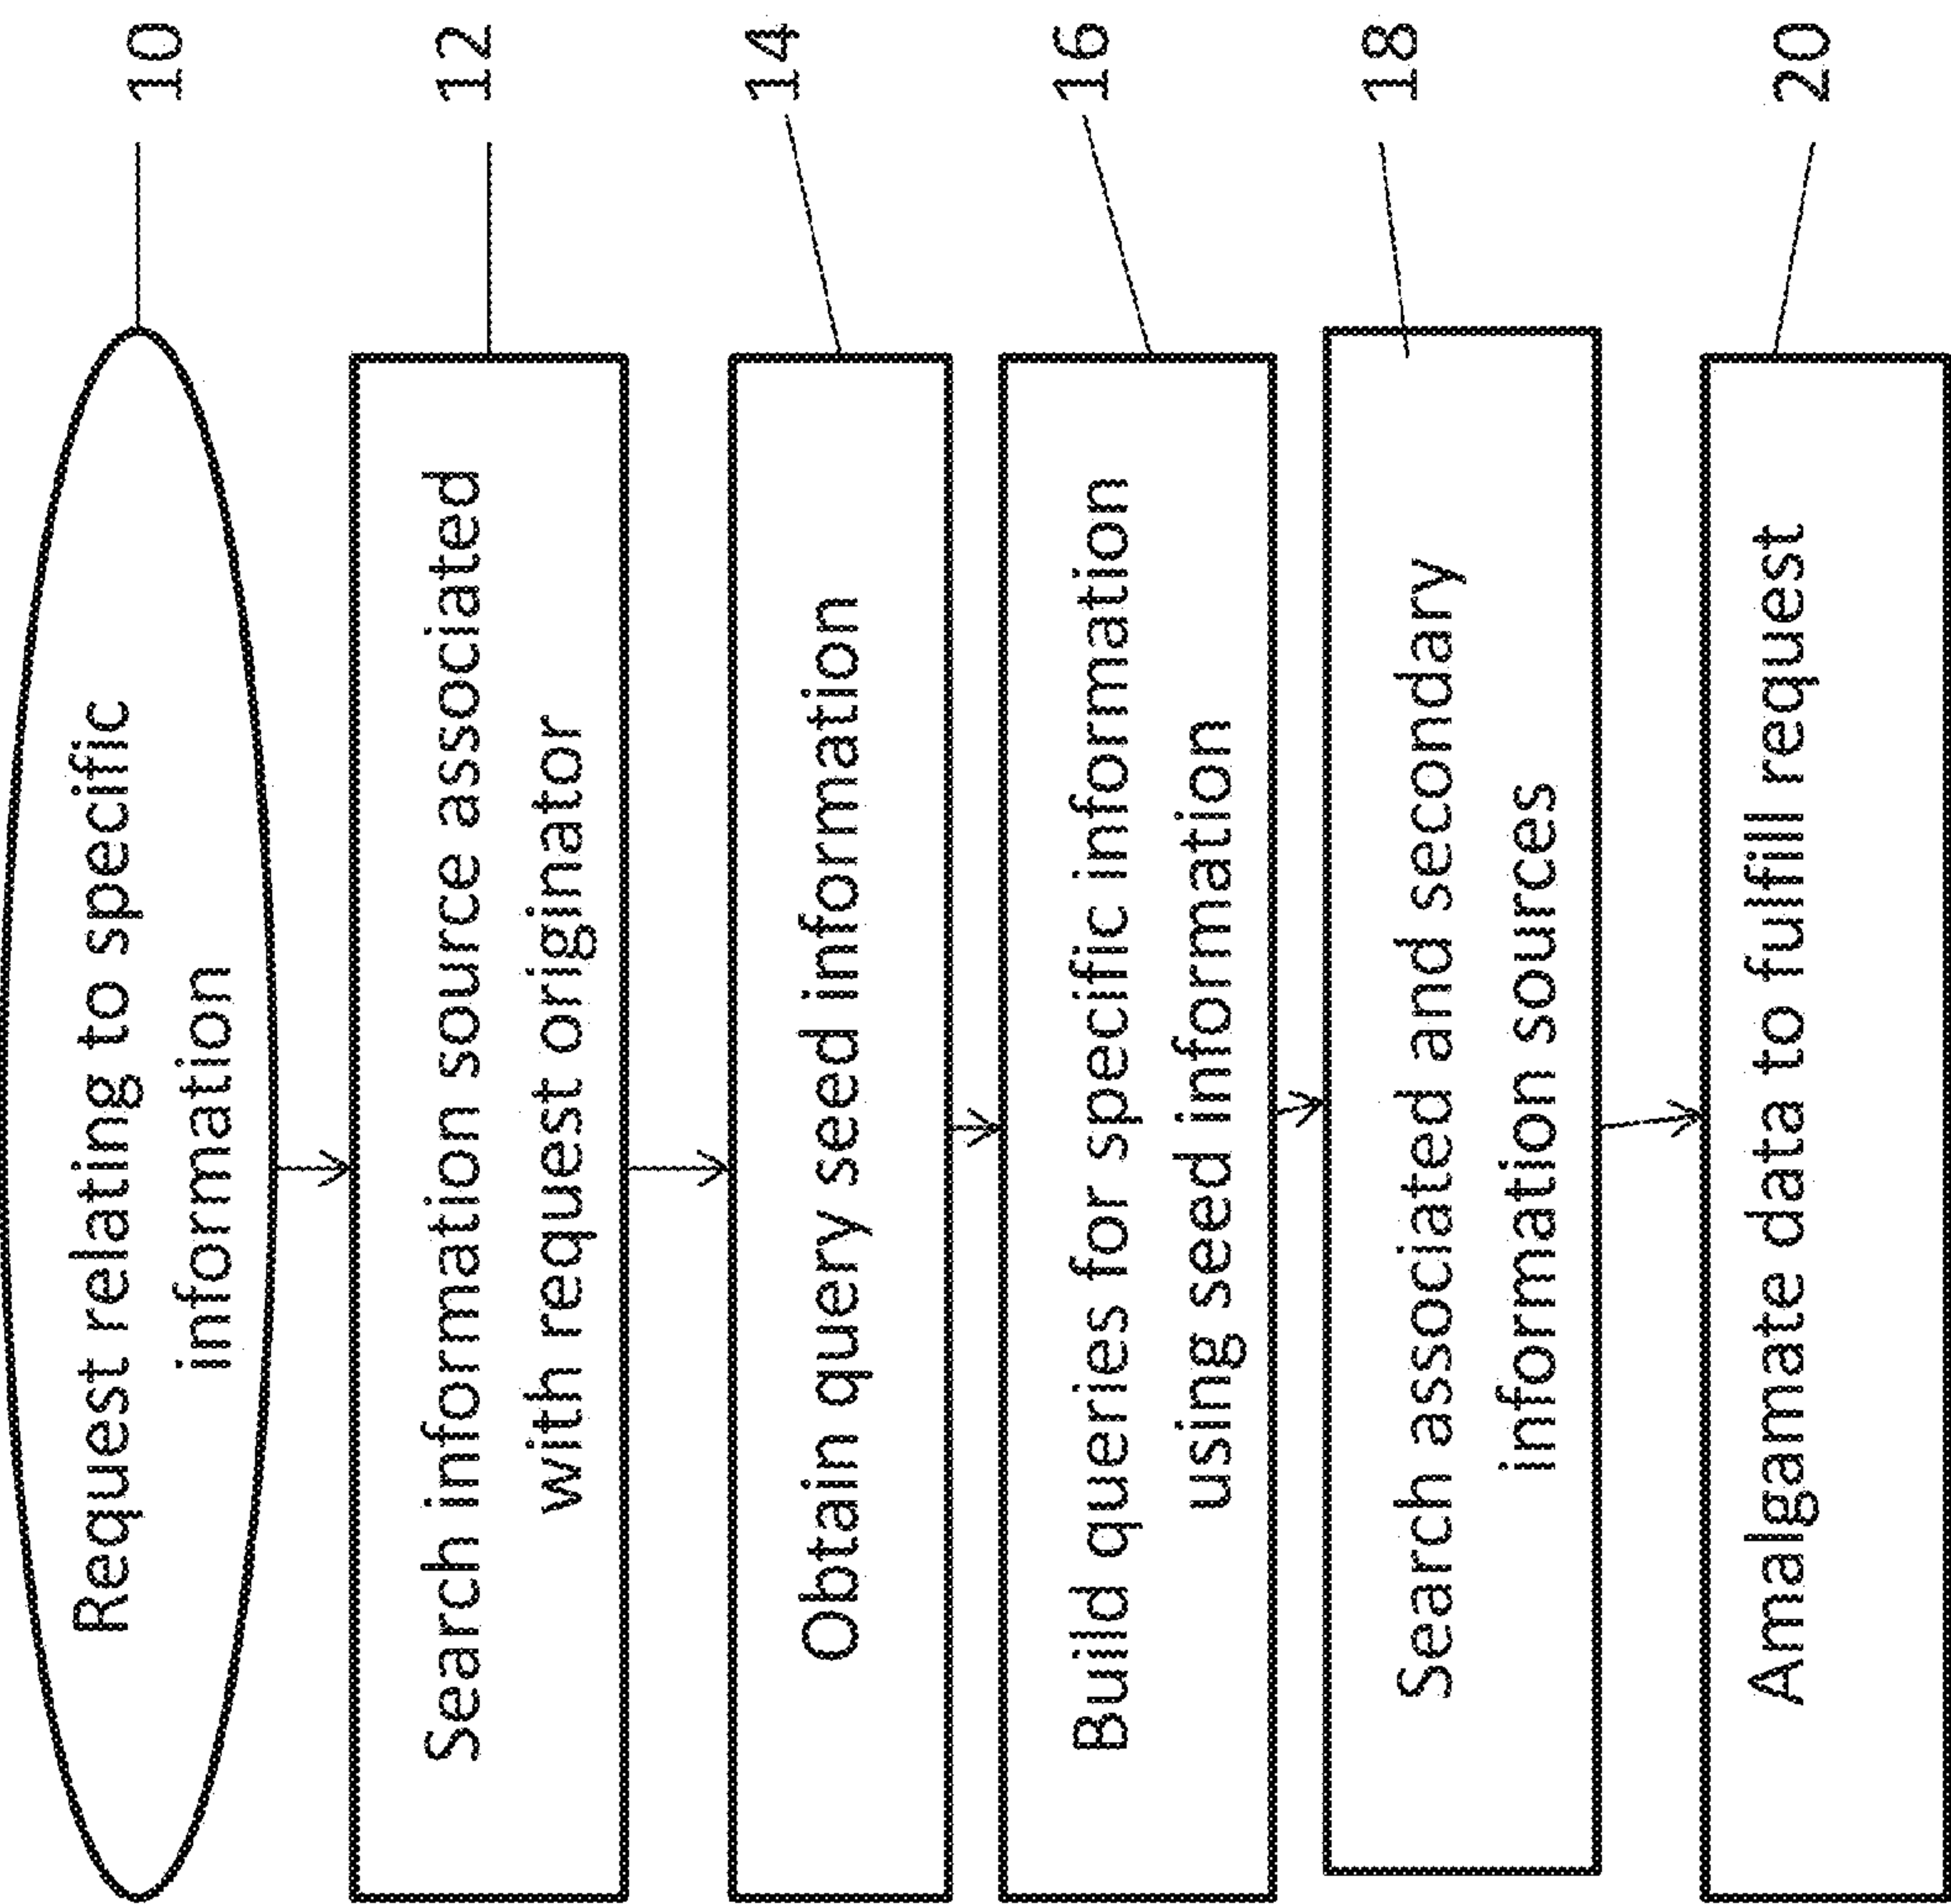 Request relating to specific
information
10
Search information source associated
with request originator
12
Obtain query seed information
14
Build queries for specific information
using seed information
16
Search associated and secondary
information sources
18
Amalgamate data to fulfill request
20